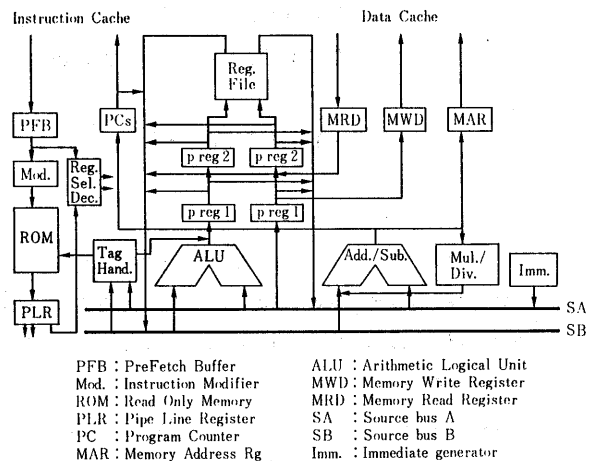 Instruction Cache
Data Cache
Reg.
File
PFB
PCs
MRD
MWD
MAR
Mod.
Reg.
Sel.
Dec.
p reg 2
p reg 2
p reg 1
p reg 1
ROM
Tag
Hand.
ALU
Add./Sub.
Mul./
Div.
Imm.
PLR
SA
SB
PFB : PreFetch Buffer
Mod. : Instruction Modifier
ROM : Read Only Memory
PLR : Pipe Line Register
PC : Program Counter
MAR : Memory Address Rg
ALU : Arithmetic Logical Unit
MWD : Memory Write Register
MRD : Memory Read Register
SA : Source bus A
SB : Source bus B
Imm. : Immediate generator